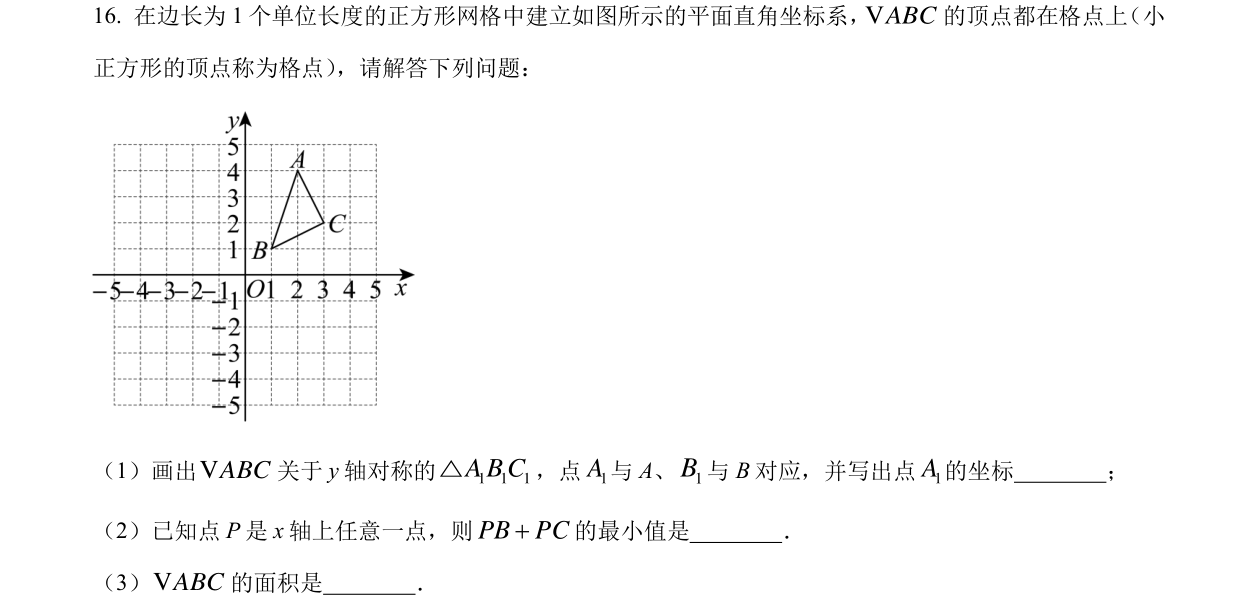 16. 在边长为 1 个单位长度的正方形网格中建立如图所示的平面直角坐标系，VABC 的顶点都在格点上（小
正方形的顶点称为格点），请解答下列问题：
y
5
A
4
3
2 C
1 B
−5 −4 −3 −2 −1 O 1 2 3 4 5 x
−1
−2
−3
−4
−5
（1）画出VABC 关于 y 轴对称的△A₁B₁C₁，点 A₁ 与 A、B₁ 与 B 对应，并写出点 A₁ 的坐标________；
（2）已知点 P 是 x 轴上任意一点，则 PB + PC 的最小值是________．
（3）VABC 的面积是________．